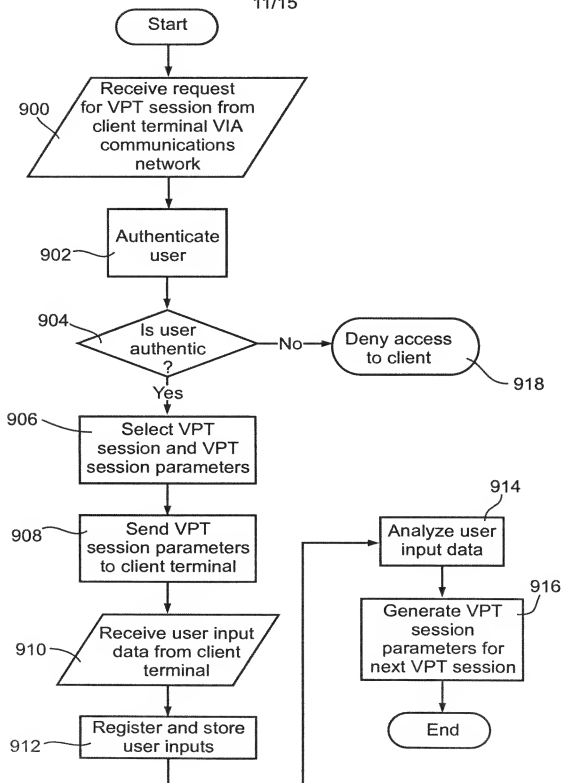 11/15
Start
900
Receive request
for VPT session from
client terminal VIA
communications
network
902
Authenticate
user
904
Is user
authentic
?
No
Deny access
to client
918
Yes
906
Select VPT
session and VPT
session parameters
908
Send VPT
session parameters
to client terminal
910
Receive user input
data from client
terminal
912
Register and store
user inputs
914
Analyze user
input data
916
Generate VPT
session
parameters for
next VPT session
End